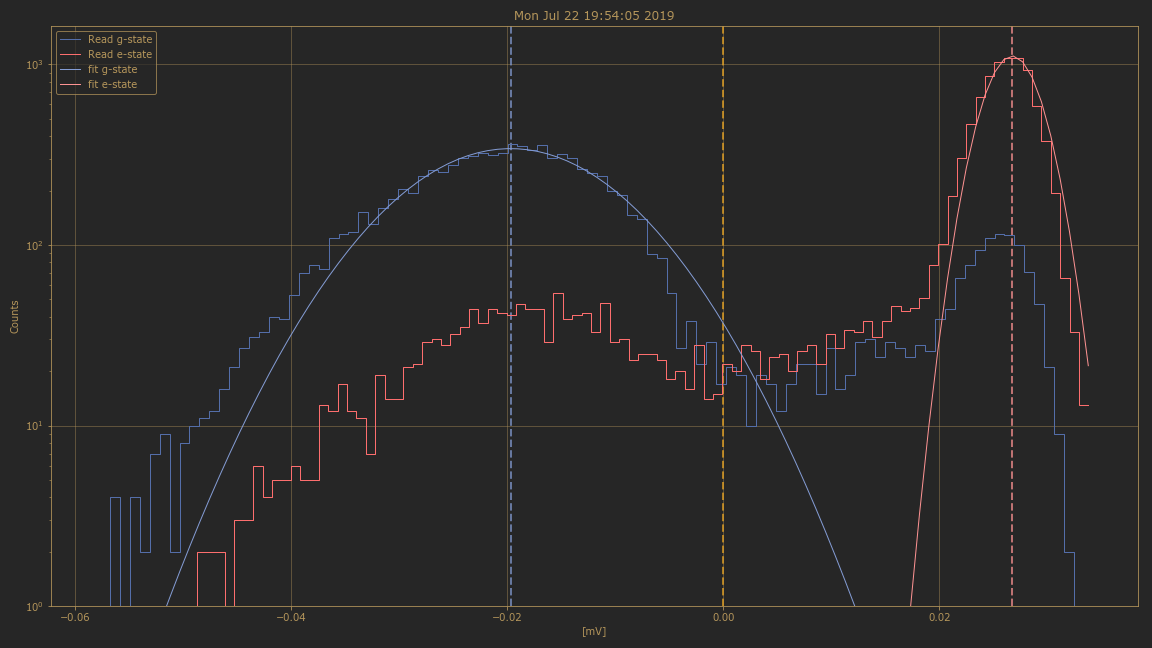 Mon Jul 22 19:54:05 2019
Read g-state
Read e-state
fit g-state
fit e-state
10³
10²
10¹
10⁰
Counts
−0.06 −0.04 −0.02 0.00 0.02
[mV]